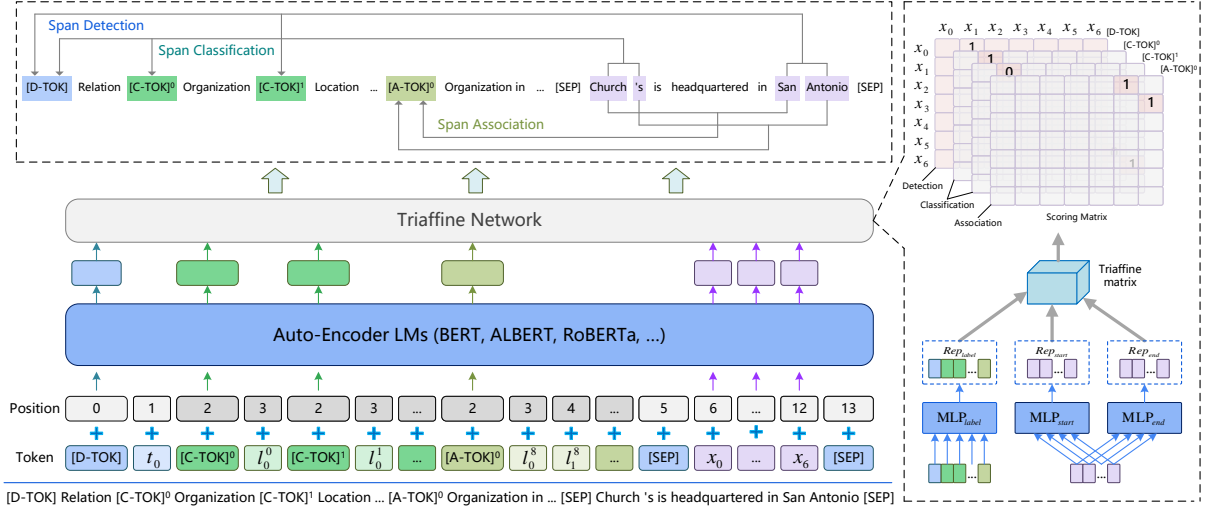 Span Detection
Span Classification
[D-TOK] Relation [C-TOK]⁰ Organization [C-TOK]¹ Location ... [A-TOK]⁰ Organization in ... [SEP] Church 's is headquartered in San Antonio [SEP]
Span Association
Triaffine Network
Auto-Encoder LMs (BERT, ALBERT, RoBERTa, ...)
Position 0 1 2 3 2 3 ... 2 3 4 ... 5 6 ... 12 13
+ + + + + + + + + + + + + + + +
Token [D-TOK] t₀ [C-TOK]⁰ l₀⁰ [C-TOK]¹ l₀¹ ... [A-TOK]⁰ l₀⁸ l₁⁸ ... [SEP] x₀ ... x₆ [SEP]
[D-TOK] Relation [C-TOK]⁰ Organization [C-TOK]¹ Location ... [A-TOK]⁰ Organization in ... [SEP] Church 's is headquartered in San Antonio [SEP]
x₀ x₁ x₂ x₃ x₄ x₅ x₆ [D-TOK]
[C-TOK]⁰
[C-TOK]¹
[A-TOK]⁰
x₀ 1
x₁ 1 0
x₂ 1
x₃ 1
x₄
x₅
x₆ 1
Detection
Classification
Association
Scoring Matrix
Triaffine
matrix
Rep_label Rep_start Rep_end
... ... ...
MLP_label MLP_start MLP_end
... ...